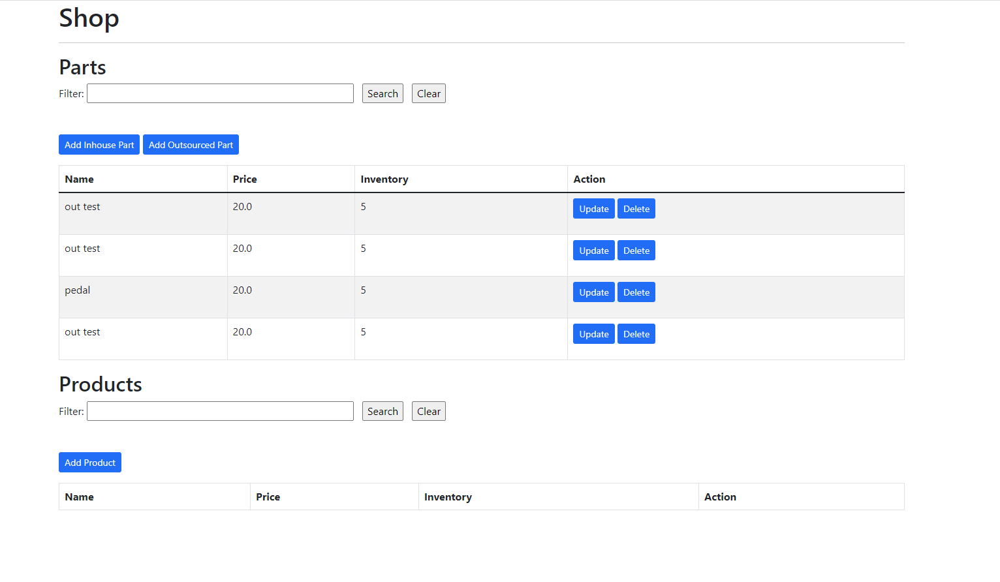 Shop
Parts
Filter: Search Clear
Add Inhouse Part Add Outsourced Part
Name Price Inventory Action
out test 20.0 5 Update Delete
out test 20.0 5 Update Delete
pedal 20.0 5 Update Delete
out test 20.0 5 Update Delete
Products
Filter: Search Clear
Add Product
Name Price Inventory Action